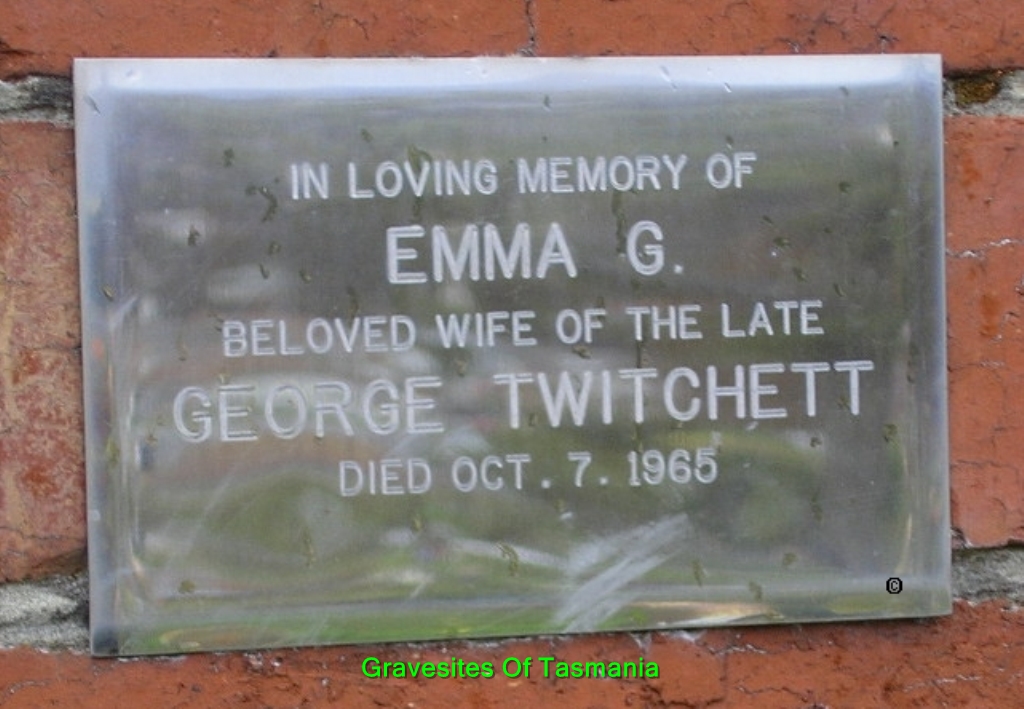 IN LOVING MEMORY OF
EMMA G.
BELOVED WIFE OF THE LATE
GEORGE TWITCHETT
DIED OCT. 7. 1965
©
Gravesites Of Tasmania